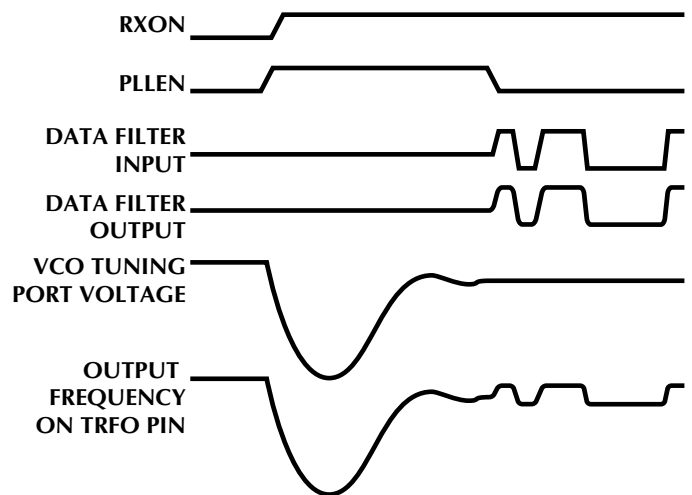 RXON
PLLEN
DATA FILTER
INPUT
DATA FILTER
OUTPUT
VCO TUNING
PORT VOLTAGE
OUTPUT
FREQUENCY
ON TRFO PIN